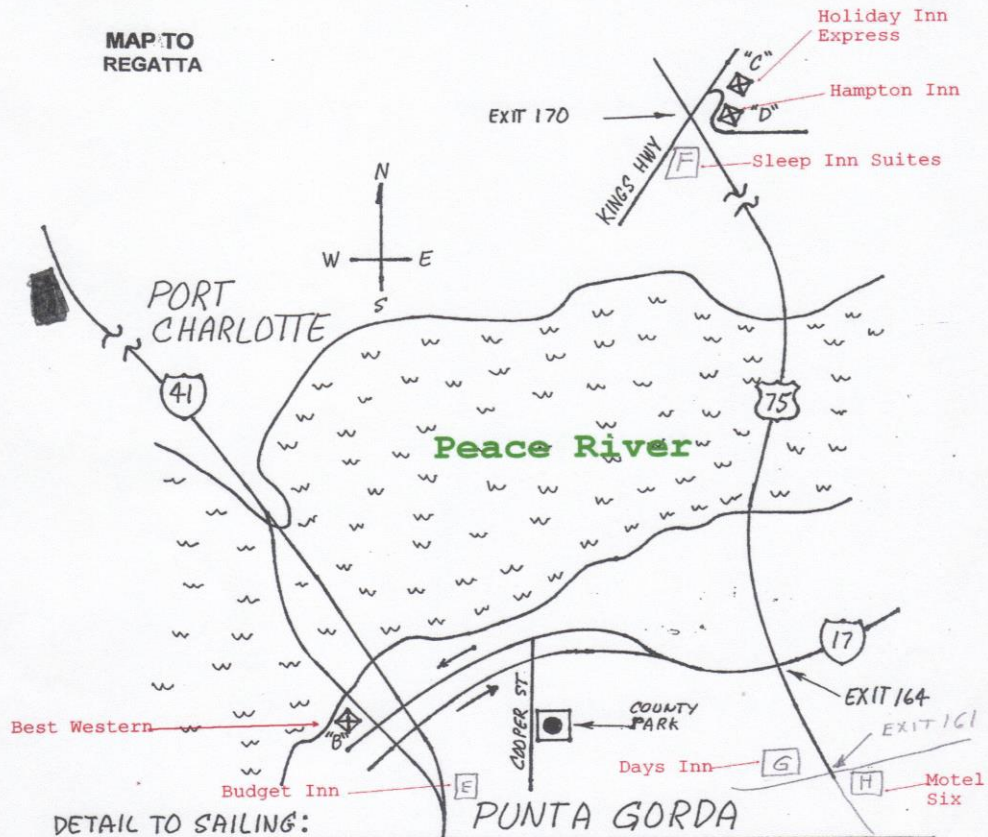 MAP TO
REGATTA
Holiday Inn
Express
"C"
Hampton Inn
"D"
EXIT 170
F
Sleep Inn Suites
KINGS HWY
N
W
E
S
PORT
CHARLOTTE
41
75
Peace River
17
EXIT 164
EXIT 161
COOPER ST.
COUNTY
PARK
Best Western
"B"
Days Inn
G
H
Motel
Six
Budget Inn
E
PUNTA GORDA
DETAIL TO SAILING: